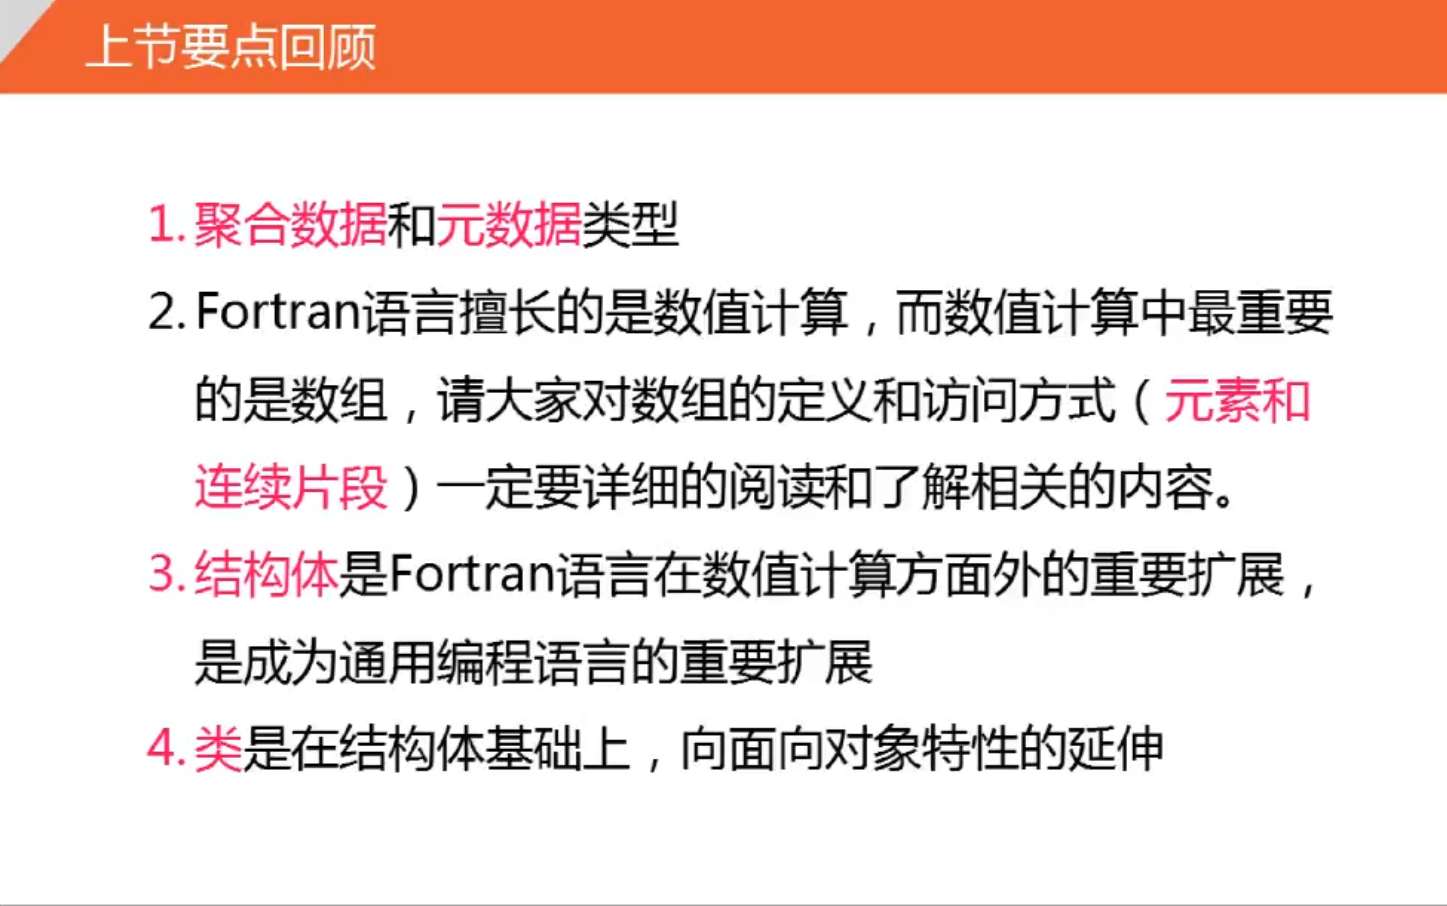 上节要点回顾
1. 聚合数据和元数据类型
2. Fortran语言擅长的是数值计算，而数值计算中最重要
的是数组，请大家对数组的定义和访问方式（元素和
连续片段）一定要详细的阅读和了解相关的内容。
3. 结构体是Fortran语言在数值计算方面外的重要扩展，
是成为通用编程语言的重要扩展
4. 类是在结构体基础上，向面向对象特性的延伸